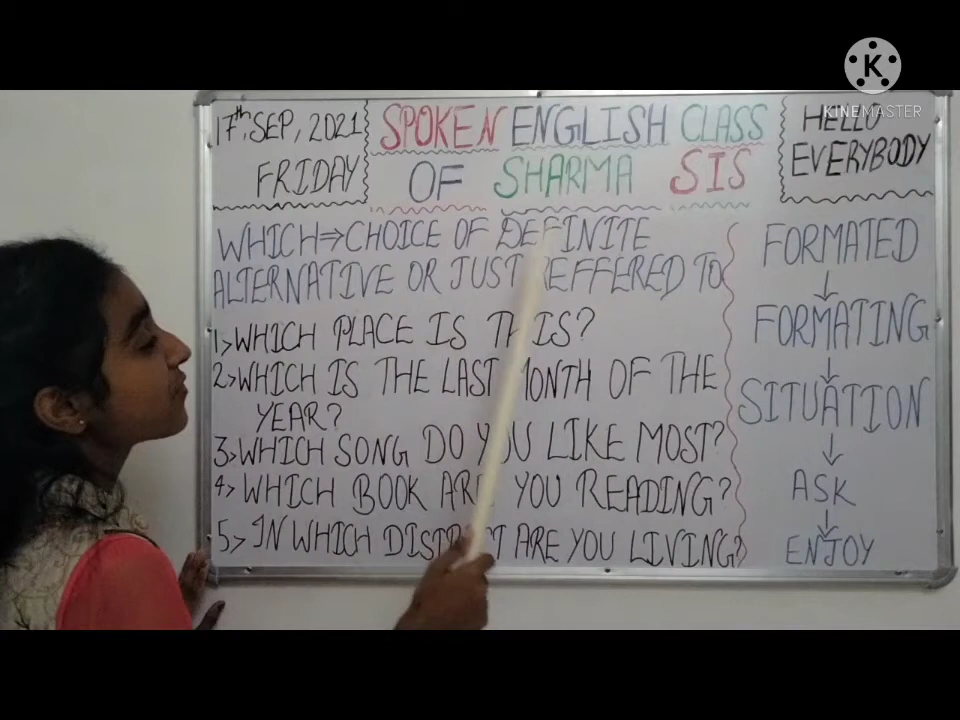 KINEMASTER
17th, SEP, 2021
FRIDAY
SPOKEN ENGLISH CLASS
OF SHARMA SIS
HELLO
EVERYBODY
WHICH⇒CHOICE OF DEFINITE
ALTERNATIVE OR JUST REFFERED TO
1> WHICH PLACE IS THIS?
2> WHICH IS THE LAST MONTH OF THE
YEAR?
3> WHICH SONG DO YOU LIKE MOST?
4> WHICH BOOK ARE YOU READING?
5> IN WHICH DISTRICT ARE YOU LIVING?
FORMATED
↓
FORMATING
↓
SITUATION
↓
ASK
↓
ENJOY